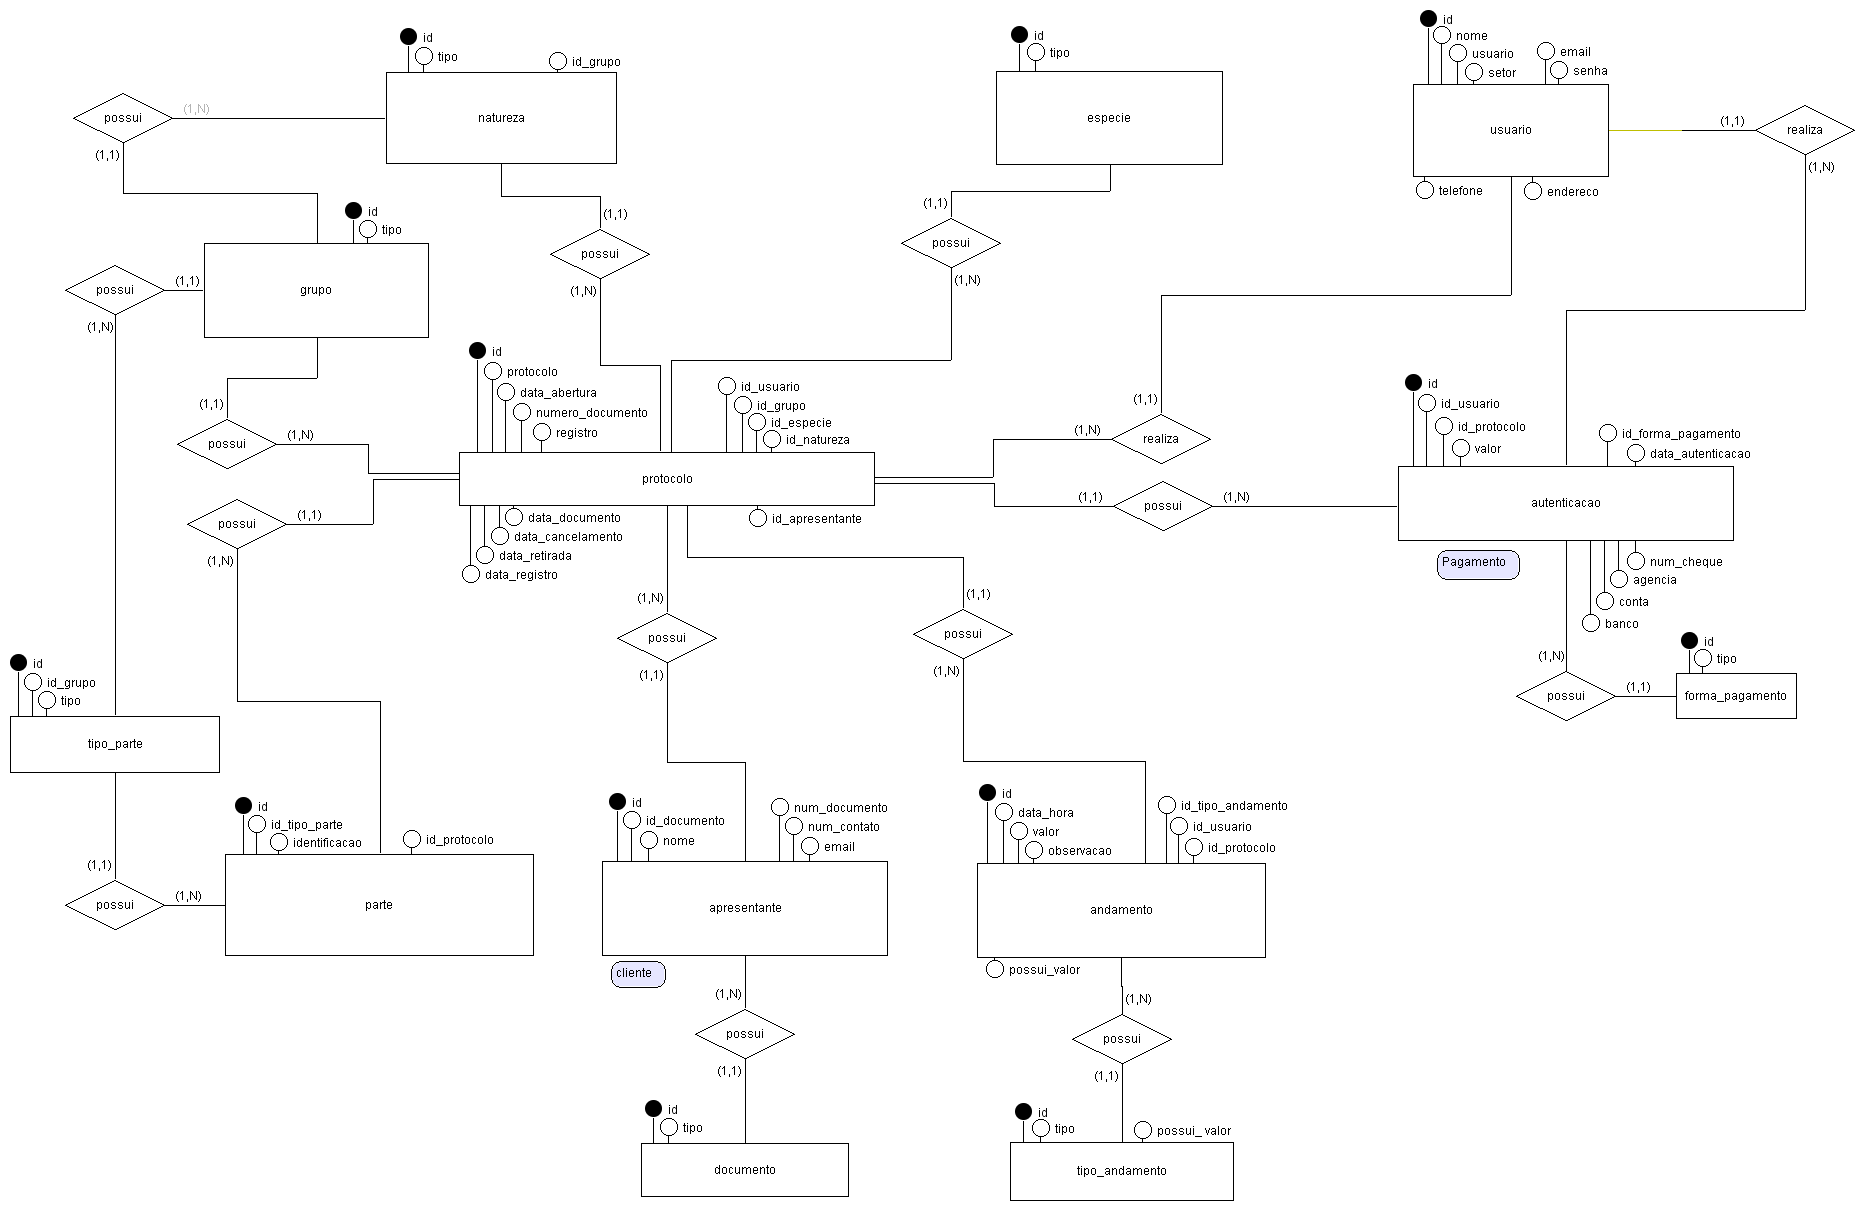 id
tipo
id_grupo
natureza
possui
(1,N)
(1,1)
id
tipo
especie
id
nome
usuario
setor
email
senha
usuario
telefone
endereco
(1,1)
realiza
(1,N)
id
tipo
grupo
possui
(1,1)
(1,N)
(1,1)
possui
(1,N)
(1,1)
possui
(1,N)
(1,1)
possui
(1,N)
id
protocolo
data_abertura
numero_documento
registro
id_usuario
id_grupo
id_especie
id_natureza
protocolo
data_documento
data_cancelamento
data_retirada
data_registro
id_apresentante
(1,1)
(1,N)
realiza
(1,1)
possui
(1,N)
id
id_usuario
id_protocolo
valor
id_forma_pagamento
data_autenticacao
autenticacao
Pagamento
num_cheque
agencia
conta
banco
(1,N)
possui
(1,1)
id
tipo
forma_pagamento
possui
(1,1)
(1,N)
(1,N)
possui
(1,1)
(1,1)
possui
(1,N)
id
id_grupo
tipo
tipo_parte
(1,1)
possui
(1,N)
id
id_tipo_parte
identificacao
id_protocolo
parte
id
id_documento
nome
num_documento
num_contato
email
apresentante
cliente
(1,N)
possui
(1,1)
id
tipo
documento
id
data_hora
valor
observacao
id_tipo_andamento
id_usuario
id_protocolo
andamento
possui_valor
(1,N)
possui
(1,1)
id
tipo
possui_ valor
tipo_andamento